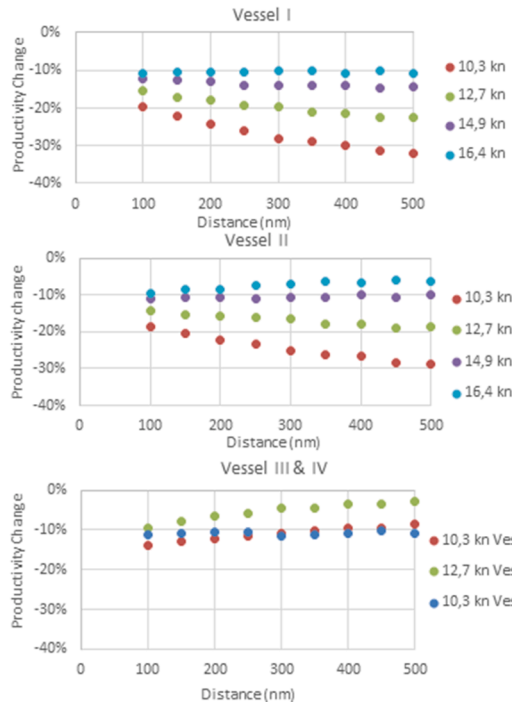 Vessel I
0%
-10%
-20%
-30%
-40%
Productivity Change
0 100 200 300 400 500
Distance (nm)
10,3 kn
12,7 kn
14,9 kn
16,4 kn
Vessel II
0%
-10%
-20%
-30%
-40%
Productivity change
0 100 200 300 400 500
Distance (nm)
10,3 kn
12,7 kn
14,9 kn
16,4 kn
Vessel III & IV
0%
-10%
-20%
-30%
-40%
Productivity Change
0 100 200 300 400 500
Distance (nm)
10,3 kn Ves
12,7 kn Ves
10,3 kn Ves